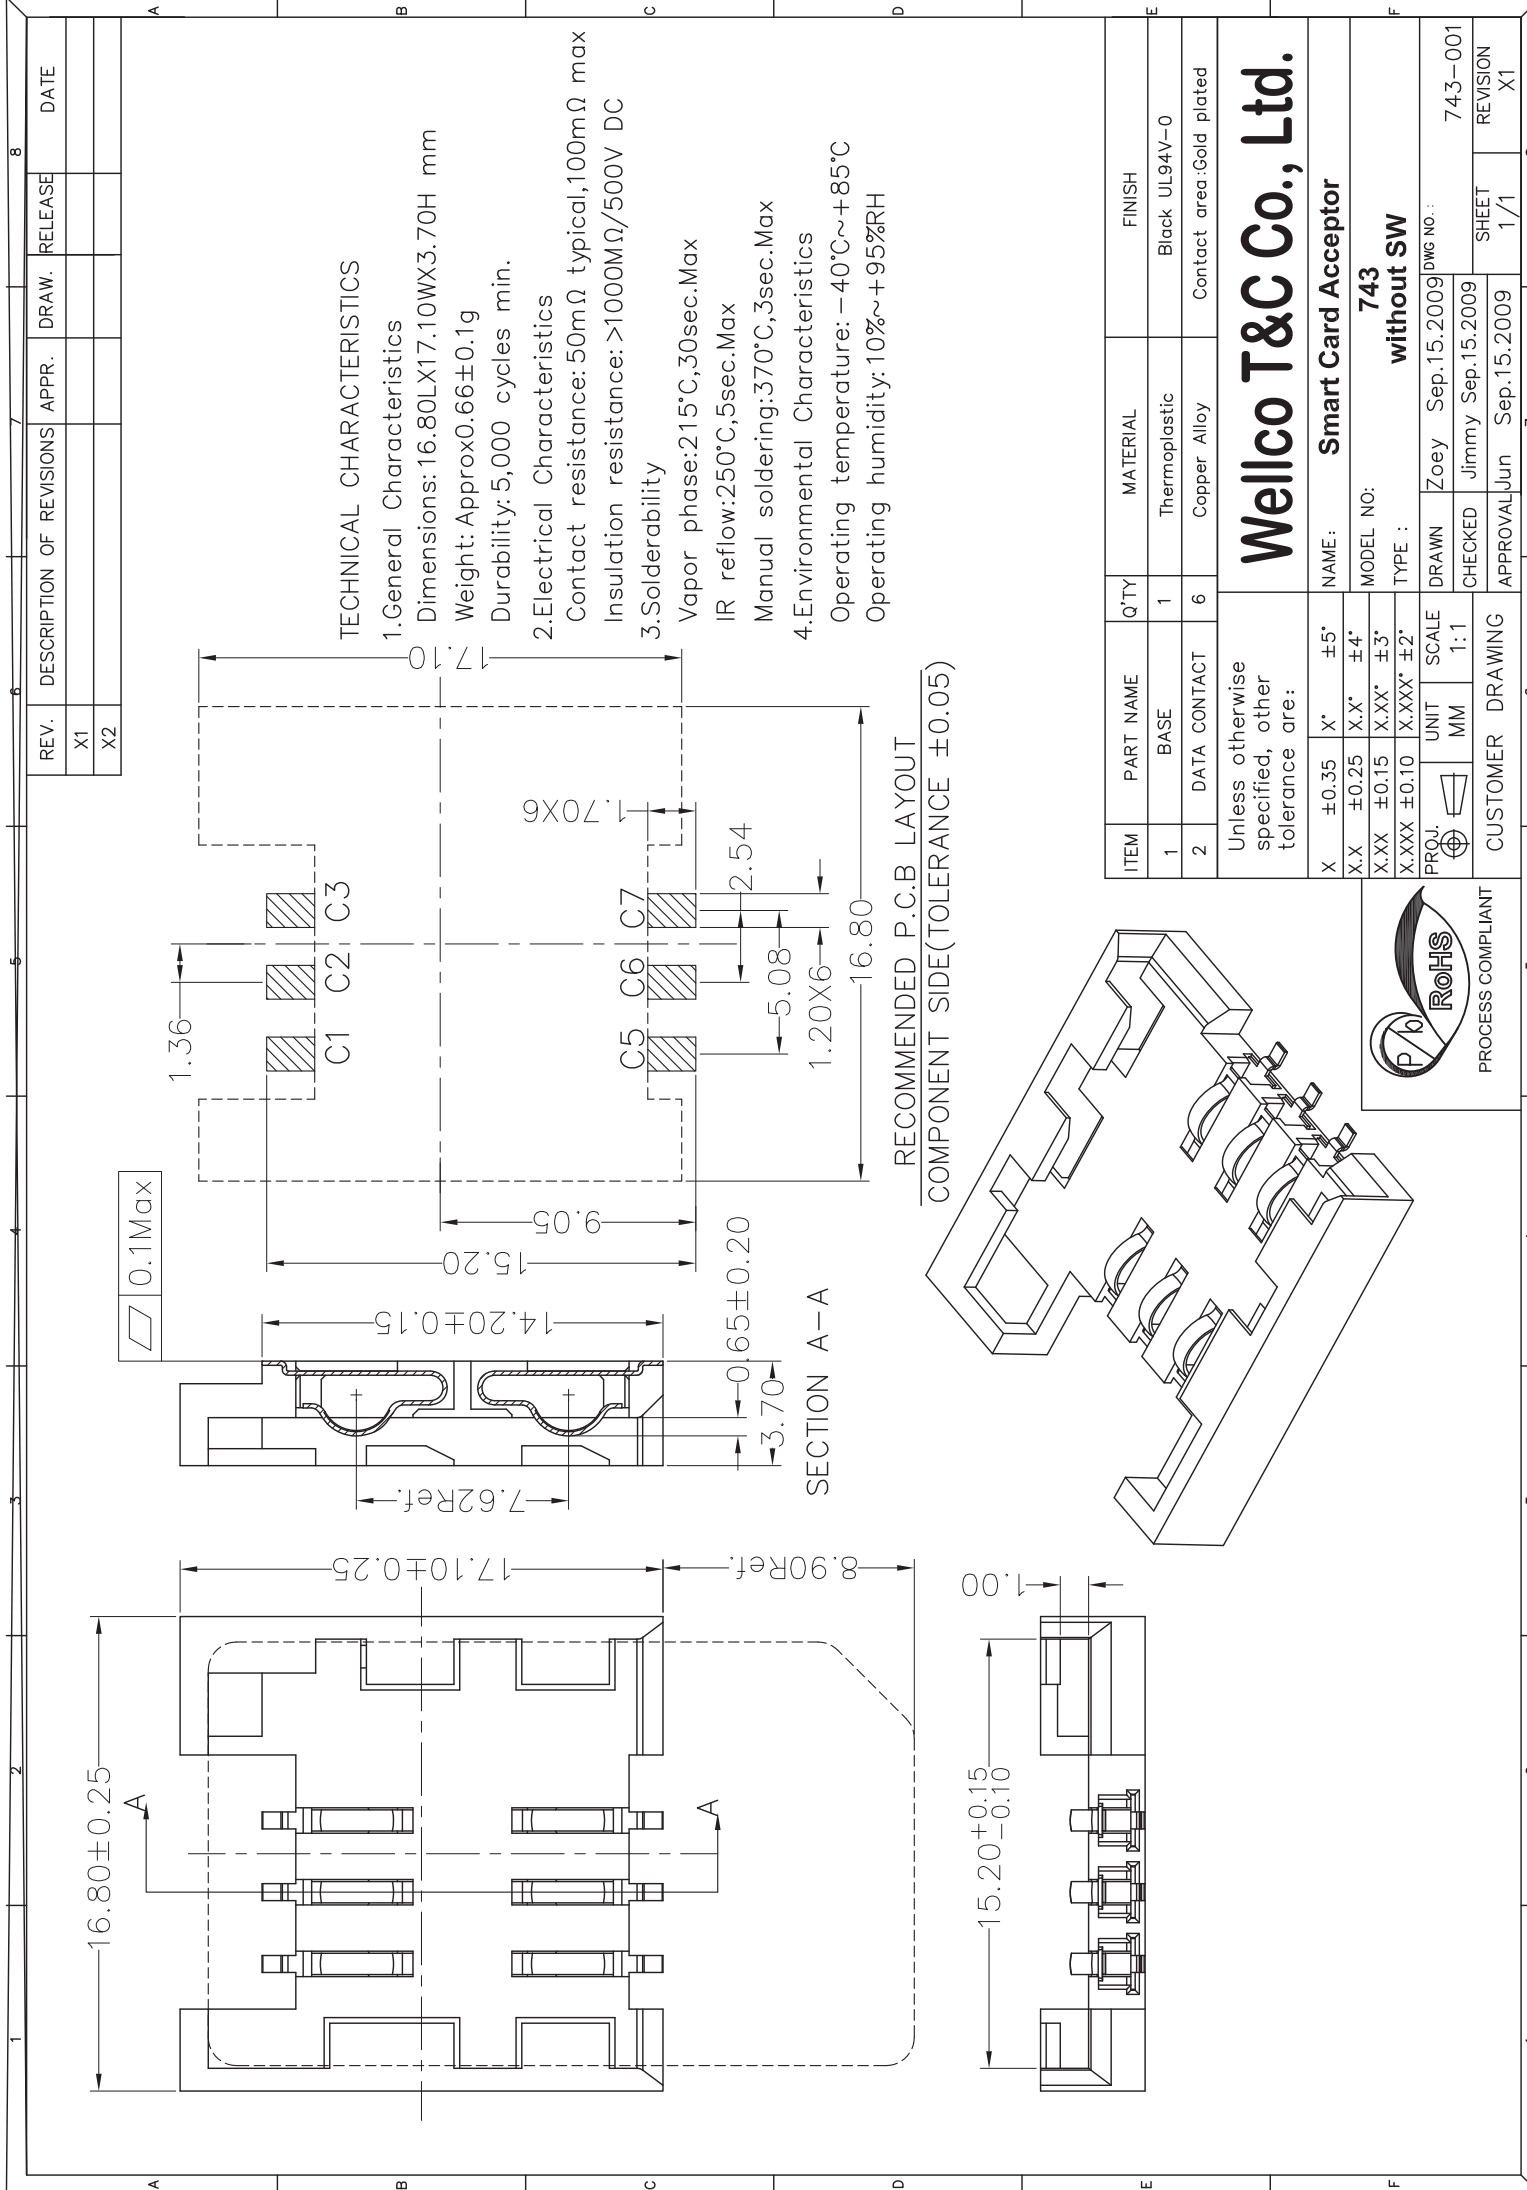 1 2 3 4 5 6 7 8
A B C D E F
REV. DESCRIPTION OF REVISIONS APPR. DRAW. RELEASE DATE
X1
X2
16.80±0.25
A
A
17.10±0.25
8.90Ref.
15.20+0.15
-0.10
1.00
0.1Max
14.20±0.15
7.62Ref.
0.65±0.20
3.70
SECTION A-A
1.36
17.10
C1 C2 C3
C5 C6 C7
1.70X6
15.20
9.05
2.54
5.08
1.20X6
16.80
RECOMMENDED P.C.B LAYOUT
COMPONENT SIDE(TOLERANCE ±0.05)
TECHNICAL CHARACTERISTICS
1.General Characteristics
Dimensions:16.80LX17.10WX3.70H mm
Weight: Approx0.66±0.1g
Durability:5,000 cycles min.
2.Electrical Characteristics
Contact resistance:50mΩ typical,100mΩ max
Insulation resistance:>1000MΩ/500V DC
3.Solderability
Vapor phase:215°C,30sec.Max
IR reflow:250°C,5sec.Max
Manual soldering:370°C,3sec.Max
4.Environmental Characteristics
Operating temperature:-40°C~+85°C
Operating humidity:10%~+95%RH
ITEM PART NAME Q'TY MATERIAL FINISH
1 BASE 1 Thermoplastic Black UL94V-0
2 DATA CONTACT 6 Copper Alloy Contact area:Gold plated
Unless otherwise
specified, other
tolerance are:
X ±0.35 X° ±5°
X.X ±0.25 X.X° ±4°
X.XX ±0.15 X.XX° ±3°
X.XXX ±0.10 X.XXX° ±2°
PROJ. UNIT SCALE
MM 1:1
CUSTOMER DRAWING
Wellco T&C Co., Ltd.
NAME: Smart Card Acceptor
MODEL NO: 743
TYPE : without SW
DRAWN Zoey Sep.15.2009 DWG NO.:
743-001
CHECKED Jimmy Sep.15.2009
APPROVAL Jun Sep.15.2009
SHEET REVISION
1/1 X1
Pb
RoHS
PROCESS COMPLIANT
A B C D E F